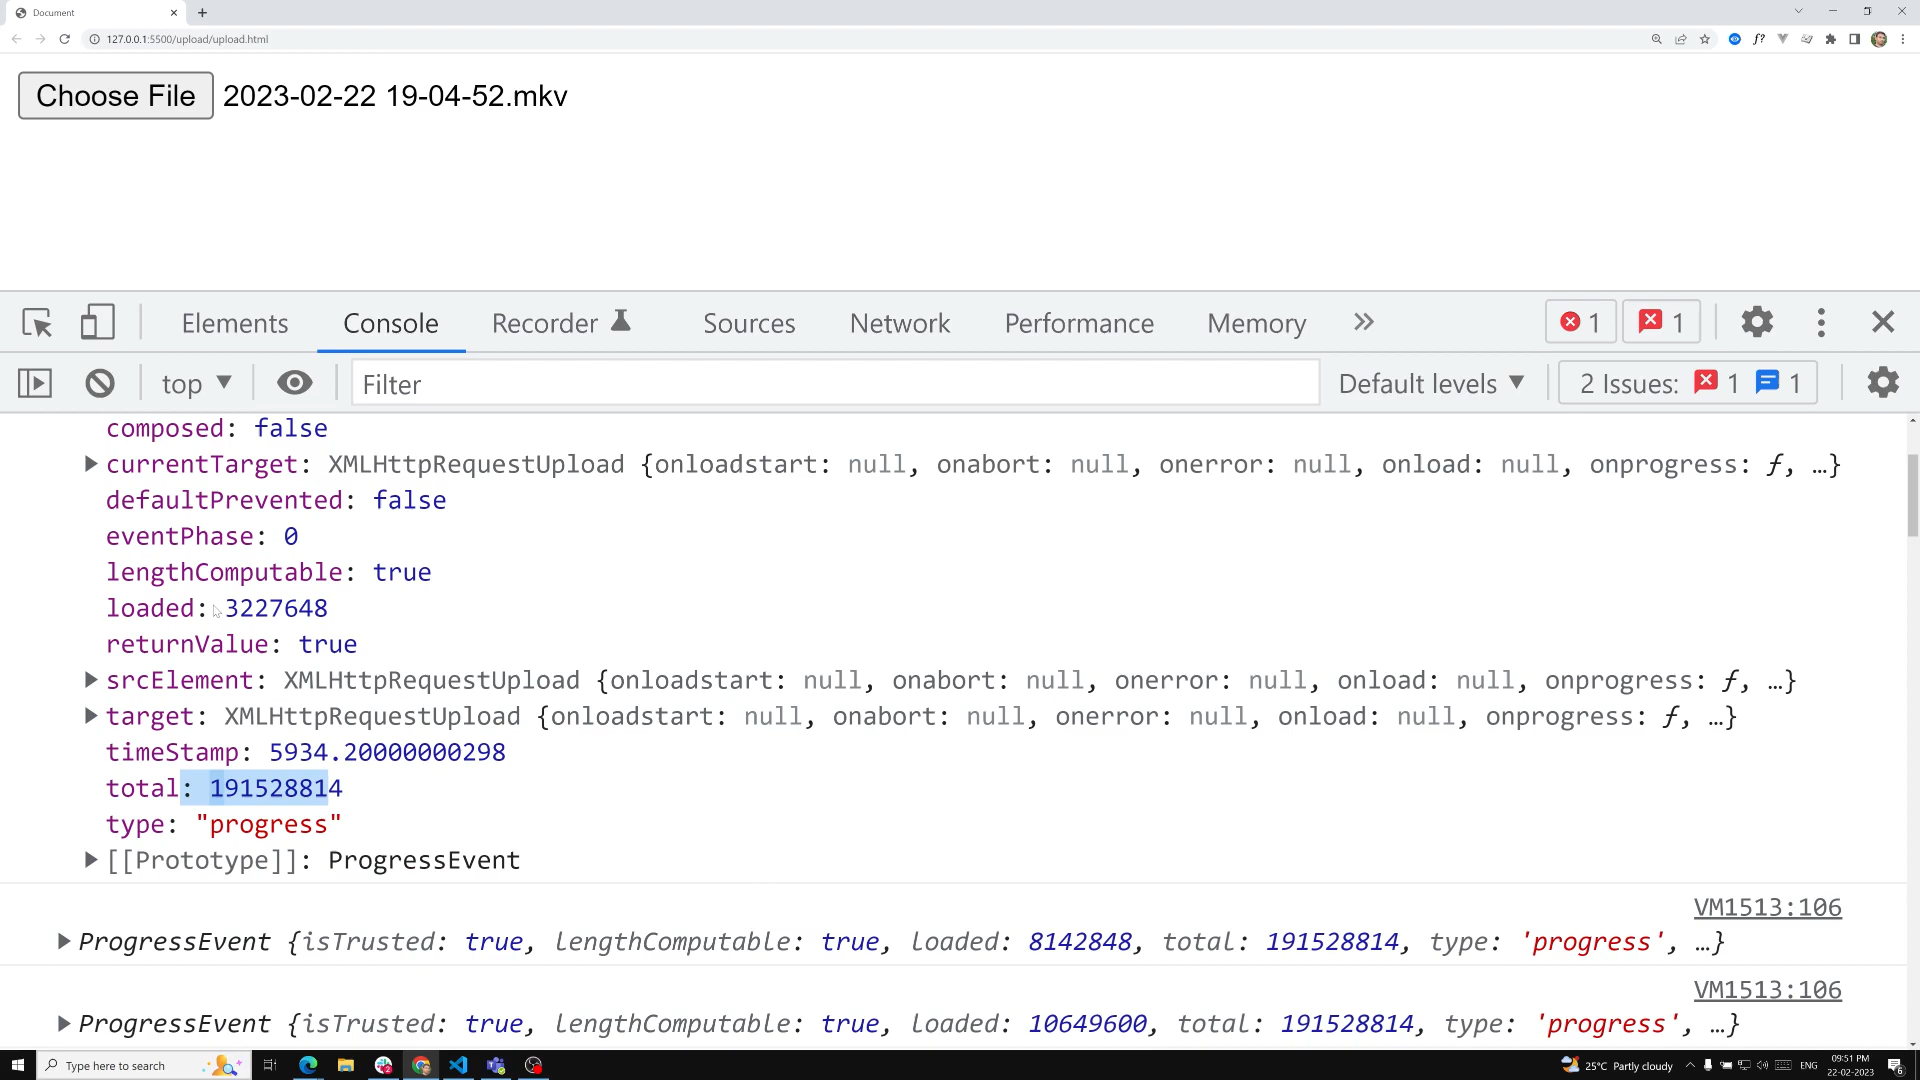 Document
127.0.0.1:5500/upload/upload.html
f?
Choose File 2023-02-22 19-04-52.mkv
Elements Console Recorder Sources Network Performance Memory 1 1
top Filter Default levels 2 Issues: 1 1
composed: false
currentTarget: XMLHttpRequestUpload {onloadstart: null, onabort: null, onerror: null, onload: null, onprogress: ƒ, …}
defaultPrevented: false
eventPhase: 0
lengthComputable: true
loaded: 3227648
returnValue: true
srcElement: XMLHttpRequestUpload {onloadstart: null, onabort: null, onerror: null, onload: null, onprogress: ƒ, …}
target: XMLHttpRequestUpload {onloadstart: null, onabort: null, onerror: null, onload: null, onprogress: ƒ, …}
timeStamp: 5934.20000000298
total: 191528814
type: "progress"
[[Prototype]]: ProgressEvent
VM1513:106
ProgressEvent {isTrusted: true, lengthComputable: true, loaded: 8142848, total: 191528814, type: 'progress', …}
VM1513:106
ProgressEvent {isTrusted: true, lengthComputable: true, loaded: 10649600, total: 191528814, type: 'progress', …}
Type here to search 25°C Partly cloudy ENG 09:51 PM
22-02-2023 6